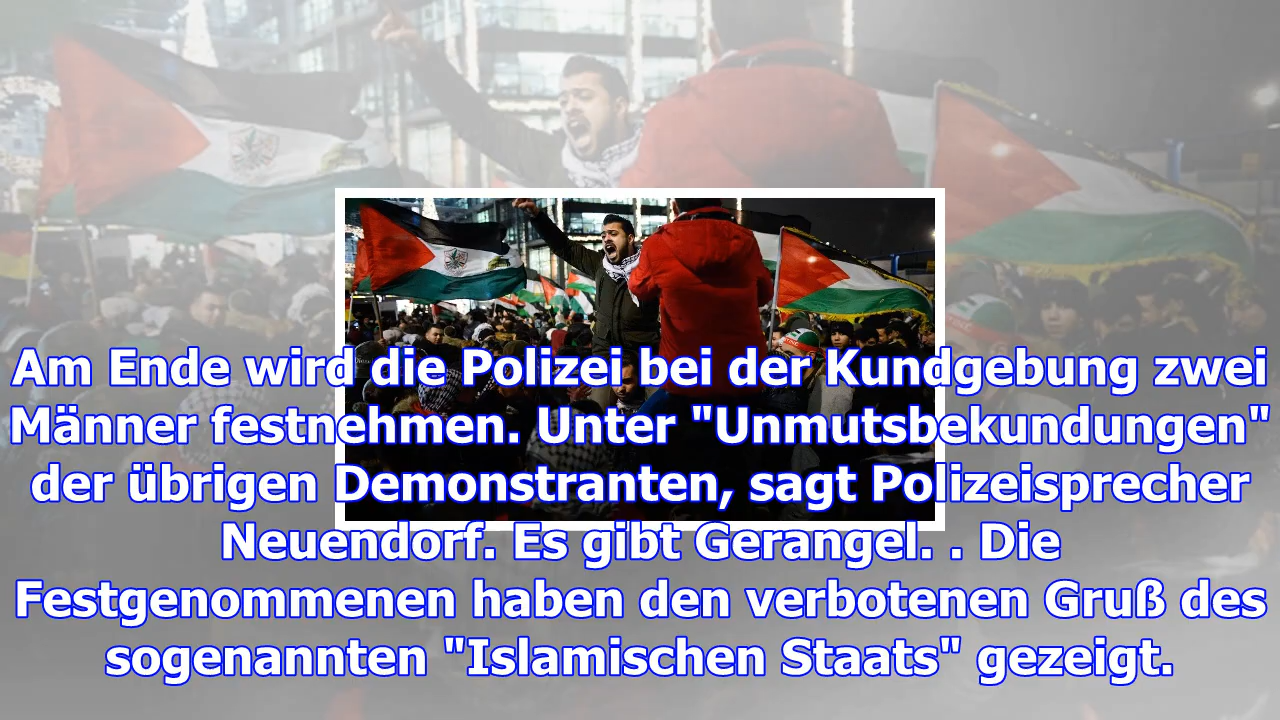 Am Ende wird die Polizei bei der Kundgebung zwei
Männer festnehmen. Unter "Unmutsbekundungen"
der übrigen Demonstranten, sagt Polizeisprecher
Neuendorf. Es gibt Gerangel. . Die
Festgenommenen haben den verbotenen Gruß des
sogenannten "Islamischen Staats" gezeigt.